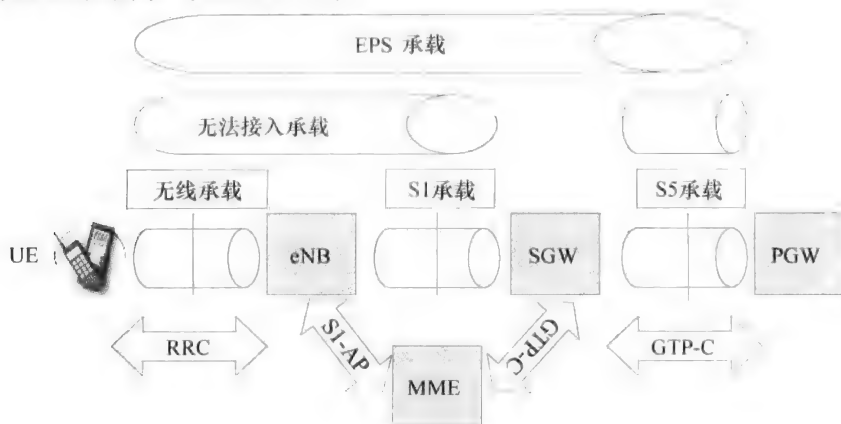 EPS 承载
无法接入承载
无线承载
S1承载
S5承载
UE
eNB
SGW
PGW
RRC
S1-AP
GTP-C
GTP-C
MME